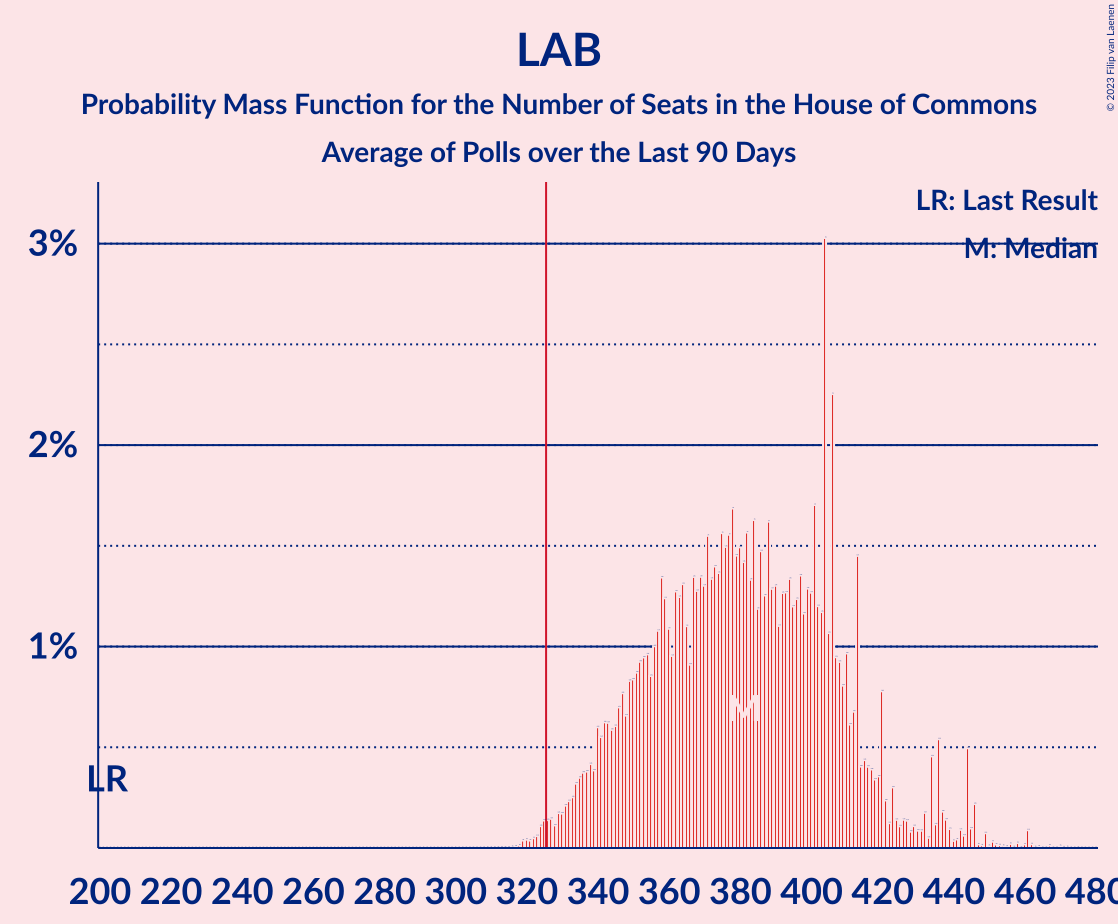 LAB
Probability Mass Function for the Number of Seats in the House of Commons
Average of Polls over the Last 90 Days
© 2023 Filip van Laenen
LR: Last Result
M: Median
3%
2%
1%
M
LR
200 220 240 260 280 300 320 340 360 380 400 420 440 460 480